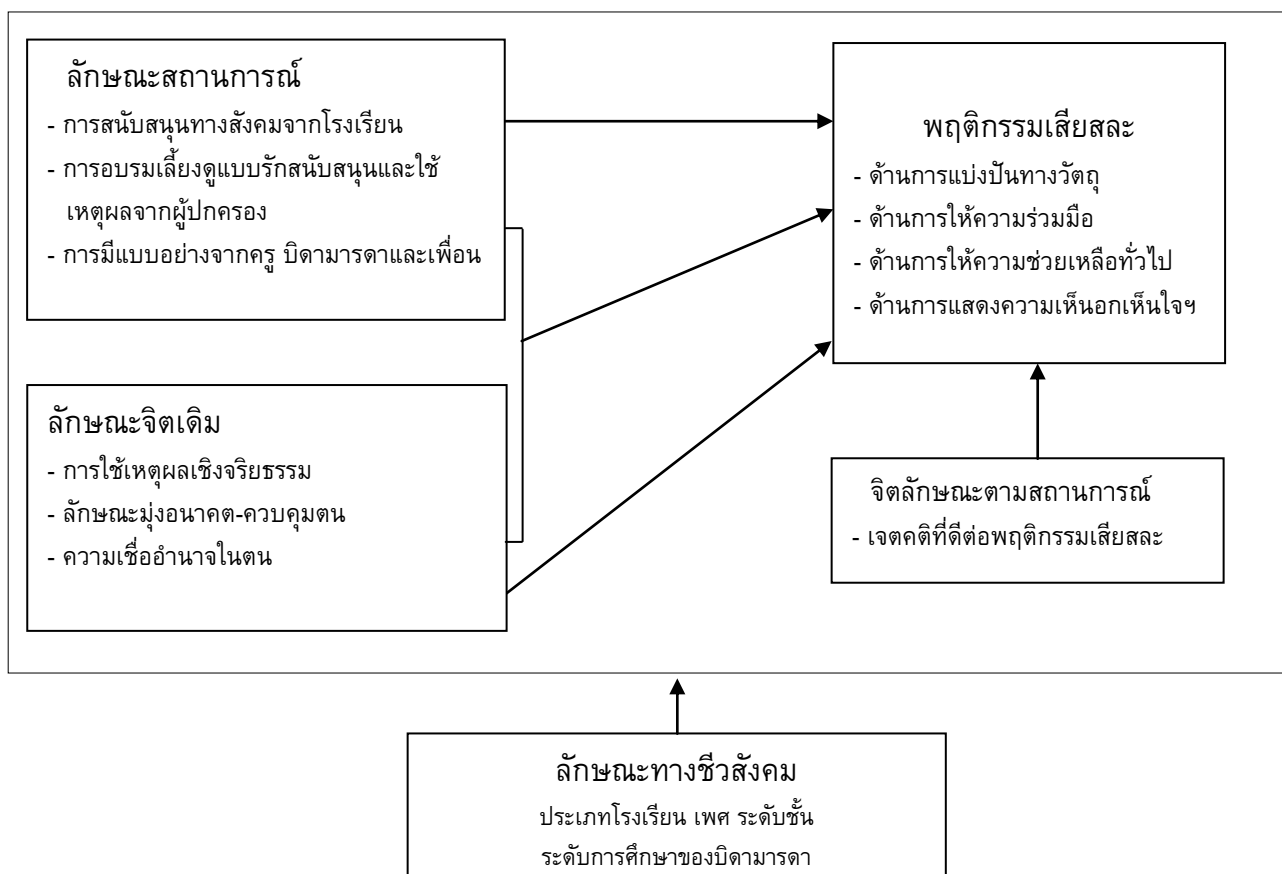 ลักษณะสถานการณ์
- การสนับสนุนทางสังคมจากโรงเรียน
- การอบรมเลี้ยงดูแบบรักสนับสนุนและใช้
เหตุผลจากผู้ปกครอง
- การมีแบบอย่างจากครู บิดามารดาและเพื่อน
พฤติกรรมเสียสละ
- ด้านการแบ่งปันทางวัตถุ
- ด้านการให้ความร่วมมือ
- ด้านการให้ความช่วยเหลือทั่วไป
- ด้านการแสดงความเห็นอกเห็นใจฯ
ลักษณะจิตเดิม
- การใช้เหตุผลเชิงจริยธรรม
- ลักษณะมุ่งอนาคต-ควบคุมตน
- ความเชื่ออำนาจในตน
จิตลักษณะตามสถานการณ์
- เจตคติที่ดีต่อพฤติกรรมเสียสละ
ลักษณะทางชีวสังคม
ประเภทโรงเรียน เพศ ระดับชั้น
ระดับการศึกษาของบิดามารดา